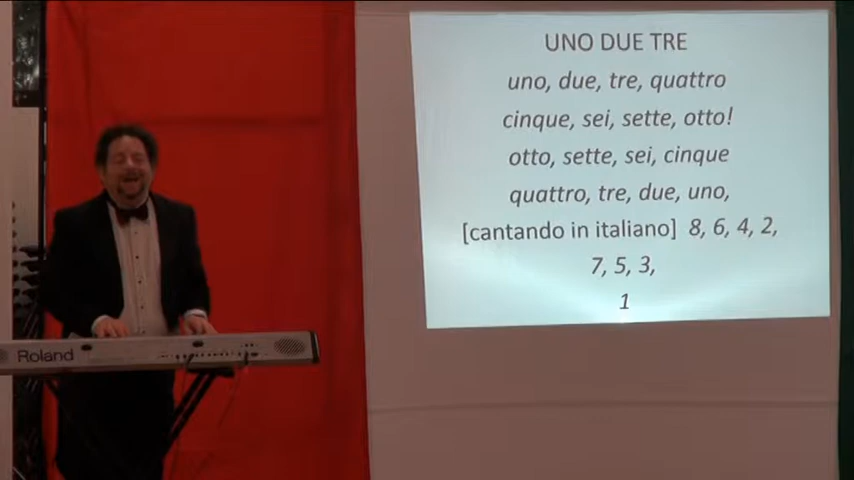 UNO DUE TRE
uno, due, tre, quattro
cinque, sei, sette, otto!
otto, sette, sei, cinque
quattro, tre, due, uno,
[cantando in italiano] 8, 6, 4, 2,
7, 5, 3,
1
Roland